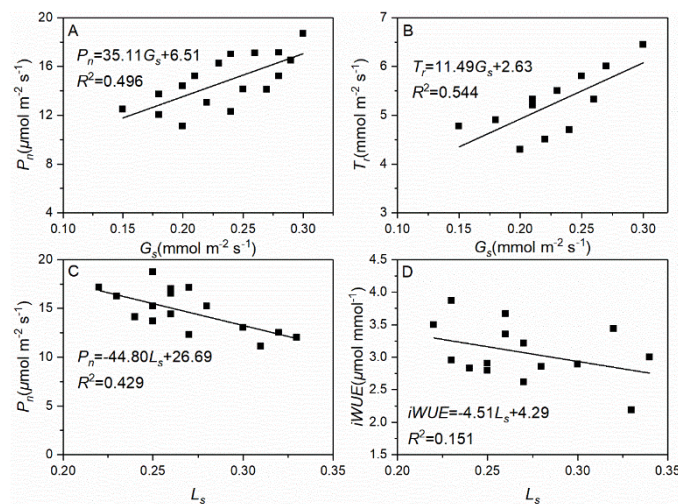 A
Pn=35.11Gs+6.51
R²=0.496
Pn(μmol m⁻² s⁻¹)
20
16
12
8
4
0.10 0.15 0.20 0.25 0.30 0.35
Gs(mmol m⁻² s⁻¹)
B
Tr=11.49Gs+2.63
R²=0.544
Tr(mmol m⁻² s⁻¹)
7
6
5
4
3
0.10 0.15 0.20 0.25 0.30 0.35
Gs(mmol m⁻² s⁻¹)
C
Pn=-44.80Ls+26.69
R²=0.429
Pn(μmol m⁻² s⁻¹)
20
15
10
5
0
0.20 0.25 0.30 0.35
Ls
D
iWUE=-4.51Ls+4.29
R²=0.151
iWUE(μmol mmol⁻¹)
4.5
4.0
3.5
3.0
2.5
2.0
1.5
1.0
0.20 0.25 0.30 0.35
Ls